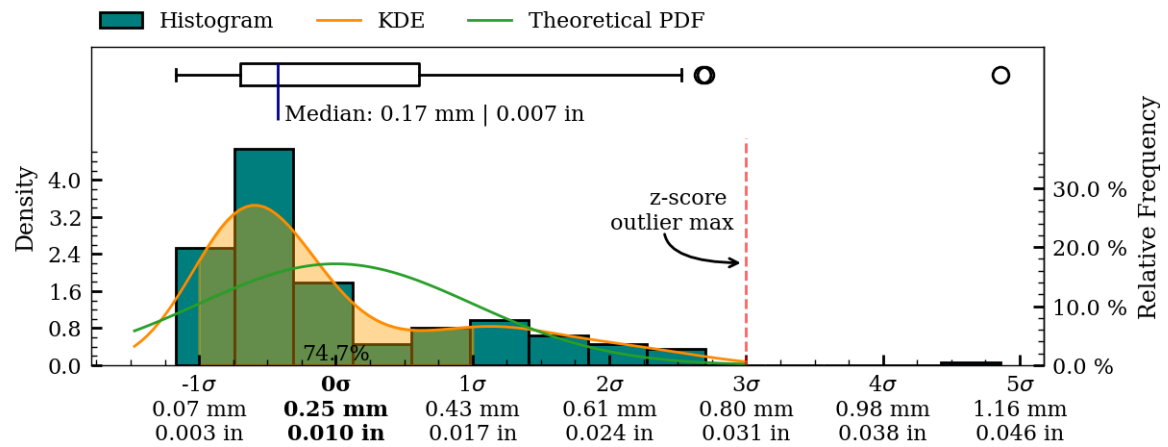 Histogram KDE Theoretical PDF
Median: 0.17 mm | 0.007 in
Density
4.0
3.2
2.4
1.6
0.8
0.0
z-score
outlier max
74.7%
Relative Frequency
30.0 %
20.0 %
10.0 %
0.0 %
-1σ 0σ 1σ 2σ 3σ 4σ 5σ
0.07 mm 0.25 mm 0.43 mm 0.61 mm 0.80 mm 0.98 mm 1.16 mm
0.003 in 0.010 in 0.017 in 0.024 in 0.031 in 0.038 in 0.046 in